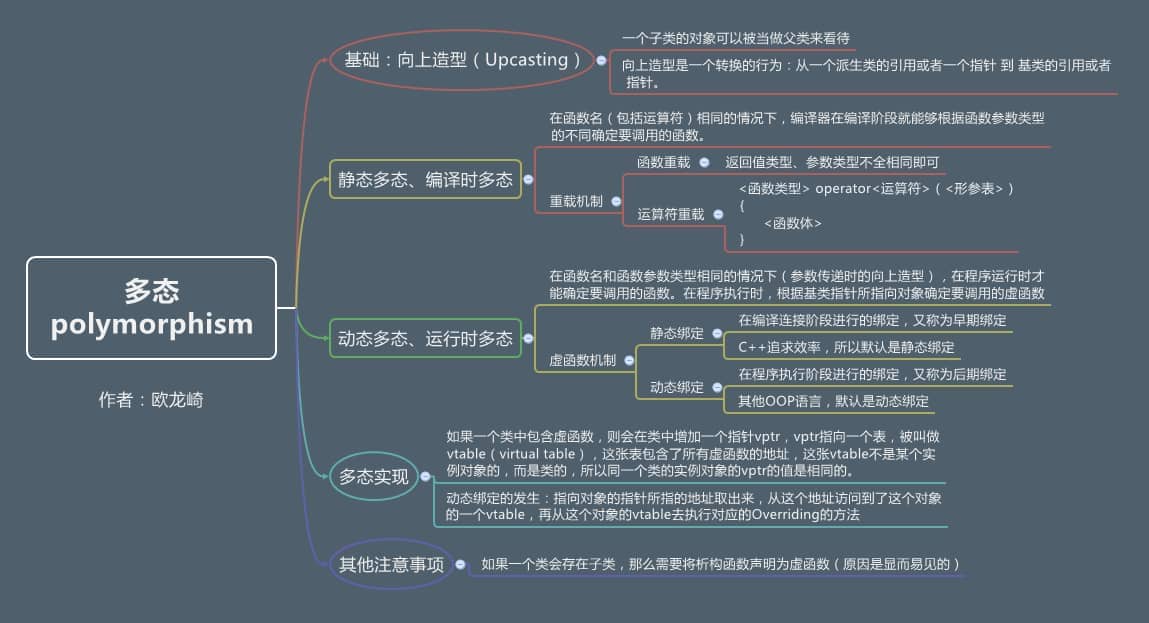 多态
polymorphism
作者：欧龙崎
基础：向上造型（Upcasting）
一个子类的对象可以被当做父类来看待
向上造型是一个转换的行为：从一个派生类的引用或者一个指针 到 基类的引用或者
指针。
静态多态、编译时多态
在函数名（包括运算符）相同的情况下，编译器在编译阶段就能够根据函数参数类型
的不同确定要调用的函数。
重载机制
函数重载
返回值类型、参数类型不全相同即可
运算符重载
<函数类型> operator<运算符>（ <形参表> ）
{
<函数体>
}
动态多态、运行时多态
在函数名和函数参数类型相同的情况下（参数传递时的向上造型），在程序运行时才
能确定要调用的函数。在程序执行时，根据基类指针所指向对象确定要调用的虚函数
虚函数机制
静态绑定
在编译连接阶段进行的绑定，又称为早期绑定
C++追求效率，所以默认是静态绑定
动态绑定
在程序执行阶段进行的绑定，又称为后期绑定
其他OOP语言，默认是动态绑定
多态实现
如果一个类中包含虚函数，则会在类中增加一个指针vptr，vptr指向一个表，被叫做
vtable（virtual table），这张表包含了所有虚函数的地址，这张vtable不是某个实
例对象的，而是类的，所以同一个类的实例对象的vptr的值是相同的。
动态绑定的发生：指向对象的指针所指的地址取出来，从这个地址访问到了这个对象
的一个vtable，再从这个对象的vtable去执行对应的Overriding的方法
其他注意事项
如果一个类会存在子类，那么需要将析构函数声明为虚函数（原因是显而易见的）